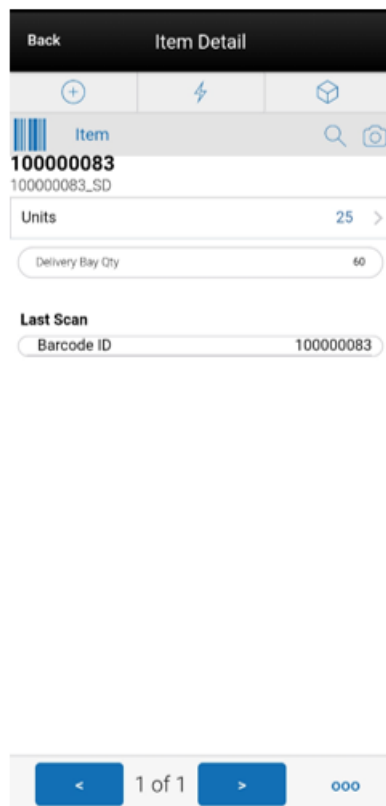 Back Item Detail
Item
100000083
100000083_SD
Units 25 >
Delivery Bay Qty 60
Last Scan
Barcode ID 100000083
< 1 of 1 > ooo